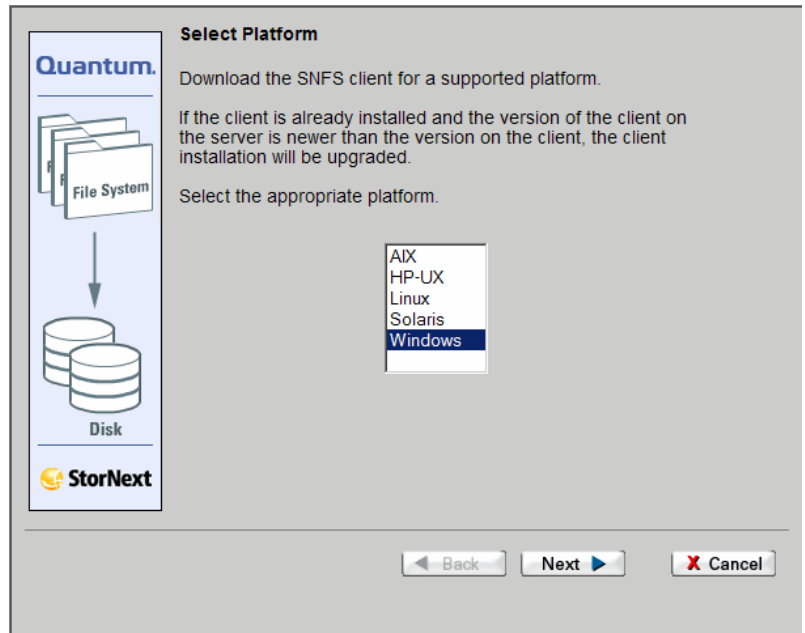 Select Platform
Quantum.
Download the SNFS client for a supported platform.
If the client is already installed and the version of the client on
the server is newer than the version on the client, the client
installation will be upgraded.
Select the appropriate platform.
File System
AIX
HP-UX
Linux
Solaris
Windows
Disk
StorNext
Back
Next
X Cancel